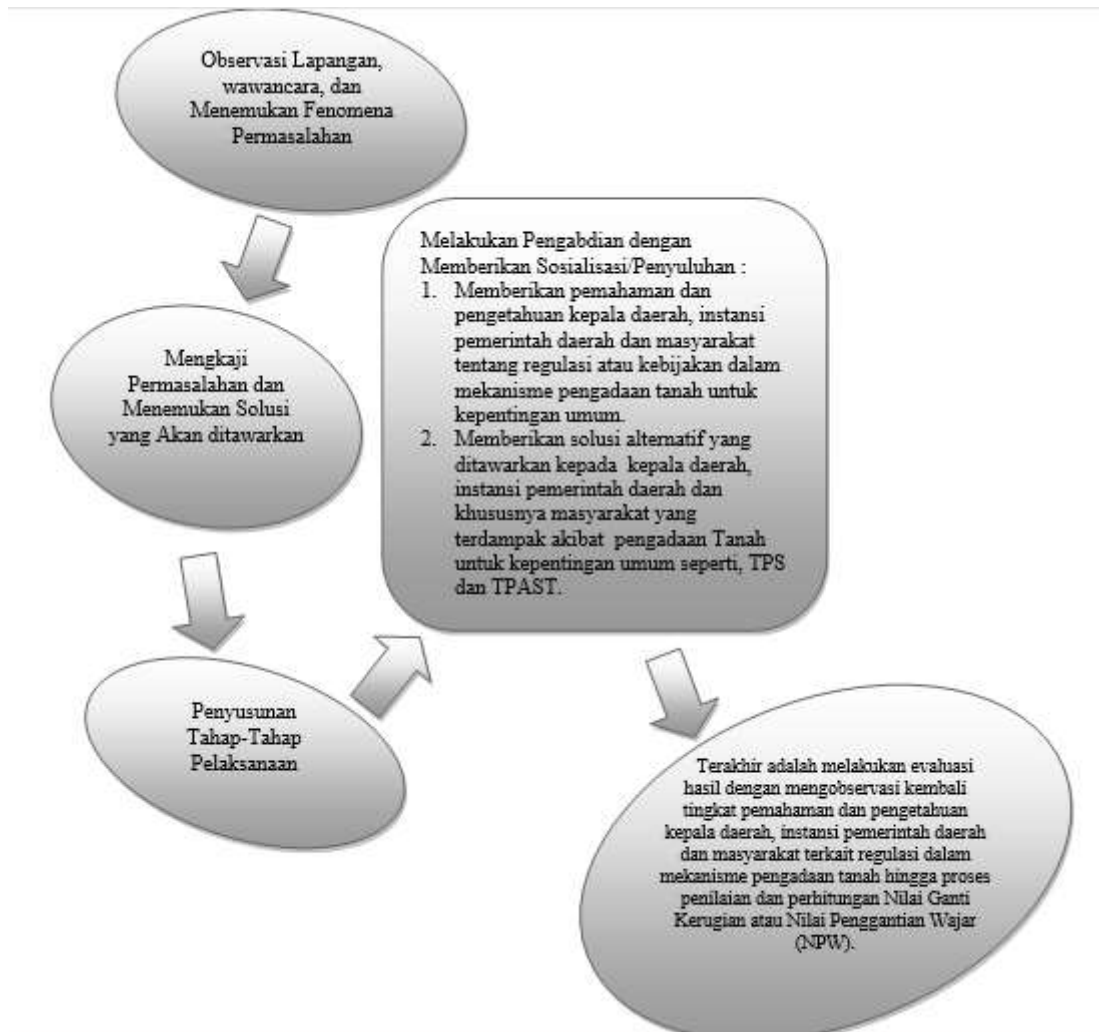 Observasi Lapangan,
wawancara, dan
Menemukan Fenomena
Permasalahan
Mengkaji
Permasalahan dan
Menemukan Solusi
yang Akan ditawarkan
Penyusunan
Tahap-Tahap
Pelaksanaan
Melakukan Pengabdian dengan
Memberikan Sosialisasi/Penyuluhan :
1. Memberikan pemahaman dan
pengetahuan kepala daerah, instansi
pemerintah daerah dan masyarakat
tentang regulasi atau kebijakan dalam
mekanisme pengadaan tanah untuk
kepentingan umum.
2. Memberikan solusi alternatif yang
ditawarkan kepada kepala daerah,
instansi pemerintah daerah dan
khususnya masyarakat yang
terdampak akibat pengadaan Tanah
untuk kepentingan umum seperti, TPS
dan TPAST.
Terakhir adalah melakukan evaluasi
hasil dengan mengobservasi kembali
tingkat pemahaman dan pengetahuan
kepala daerah, instansi pemerintah daerah
dan masyarakat terkait regulasi dalam
mekanisme pengadaan tanah hingga proses
penilaian dan perhitungan Nilai Ganti
Kerugian atau Nilai Penggantian Wajar
(NPW).